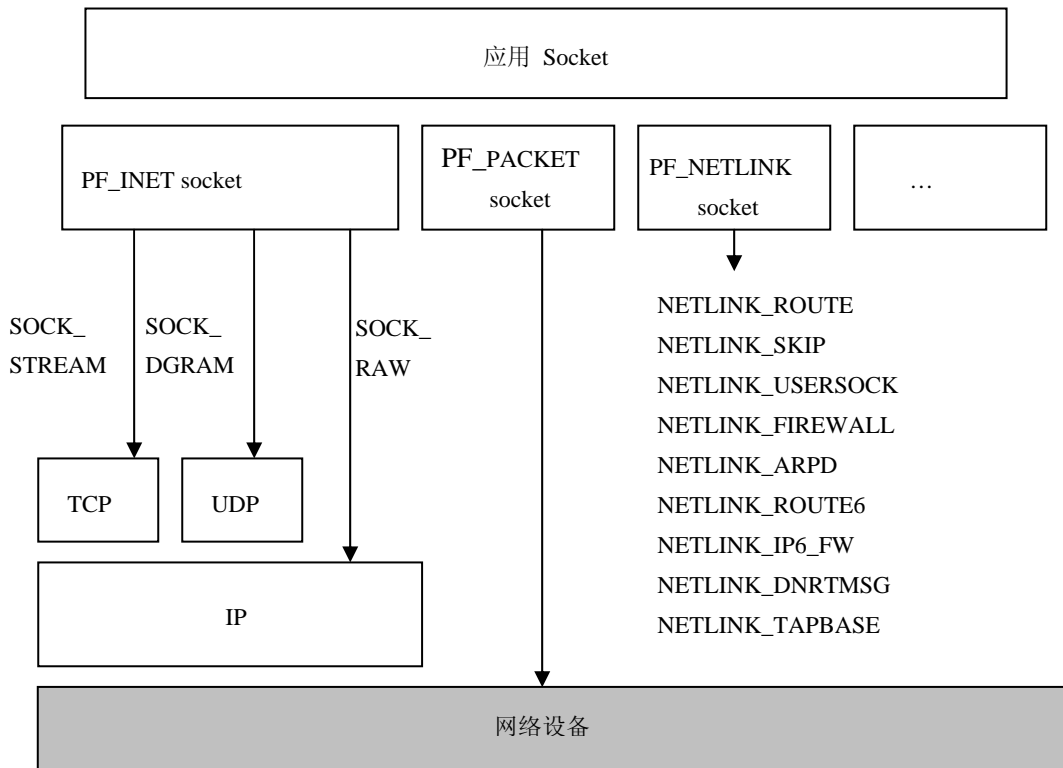 应用 Socket
PF_INET socket
PF_PACKET
socket
PF_NETLINK
socket
…
SOCK_
STREAM
SOCK_
DGRAM
SOCK_
RAW
NETLINK_ROUTE
NETLINK_SKIP
NETLINK_USERSOCK
NETLINK_FIREWALL
NETLINK_ARPD
NETLINK_ROUTE6
NETLINK_IP6_FW
NETLINK_DNRTMSG
NETLINK_TAPBASE
TCP
UDP
IP
网络设备